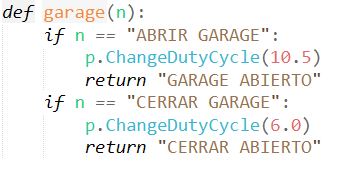 def garage(n):
    if n == "ABRIR GARAGE":
        p.ChangeDutyCycle(10.5)
        return "GARAGE ABIERTO"
    if n == "CERRAR GARAGE":
        p.ChangeDutyCycle(6.0)
        return "CERRAR ABIERTO"